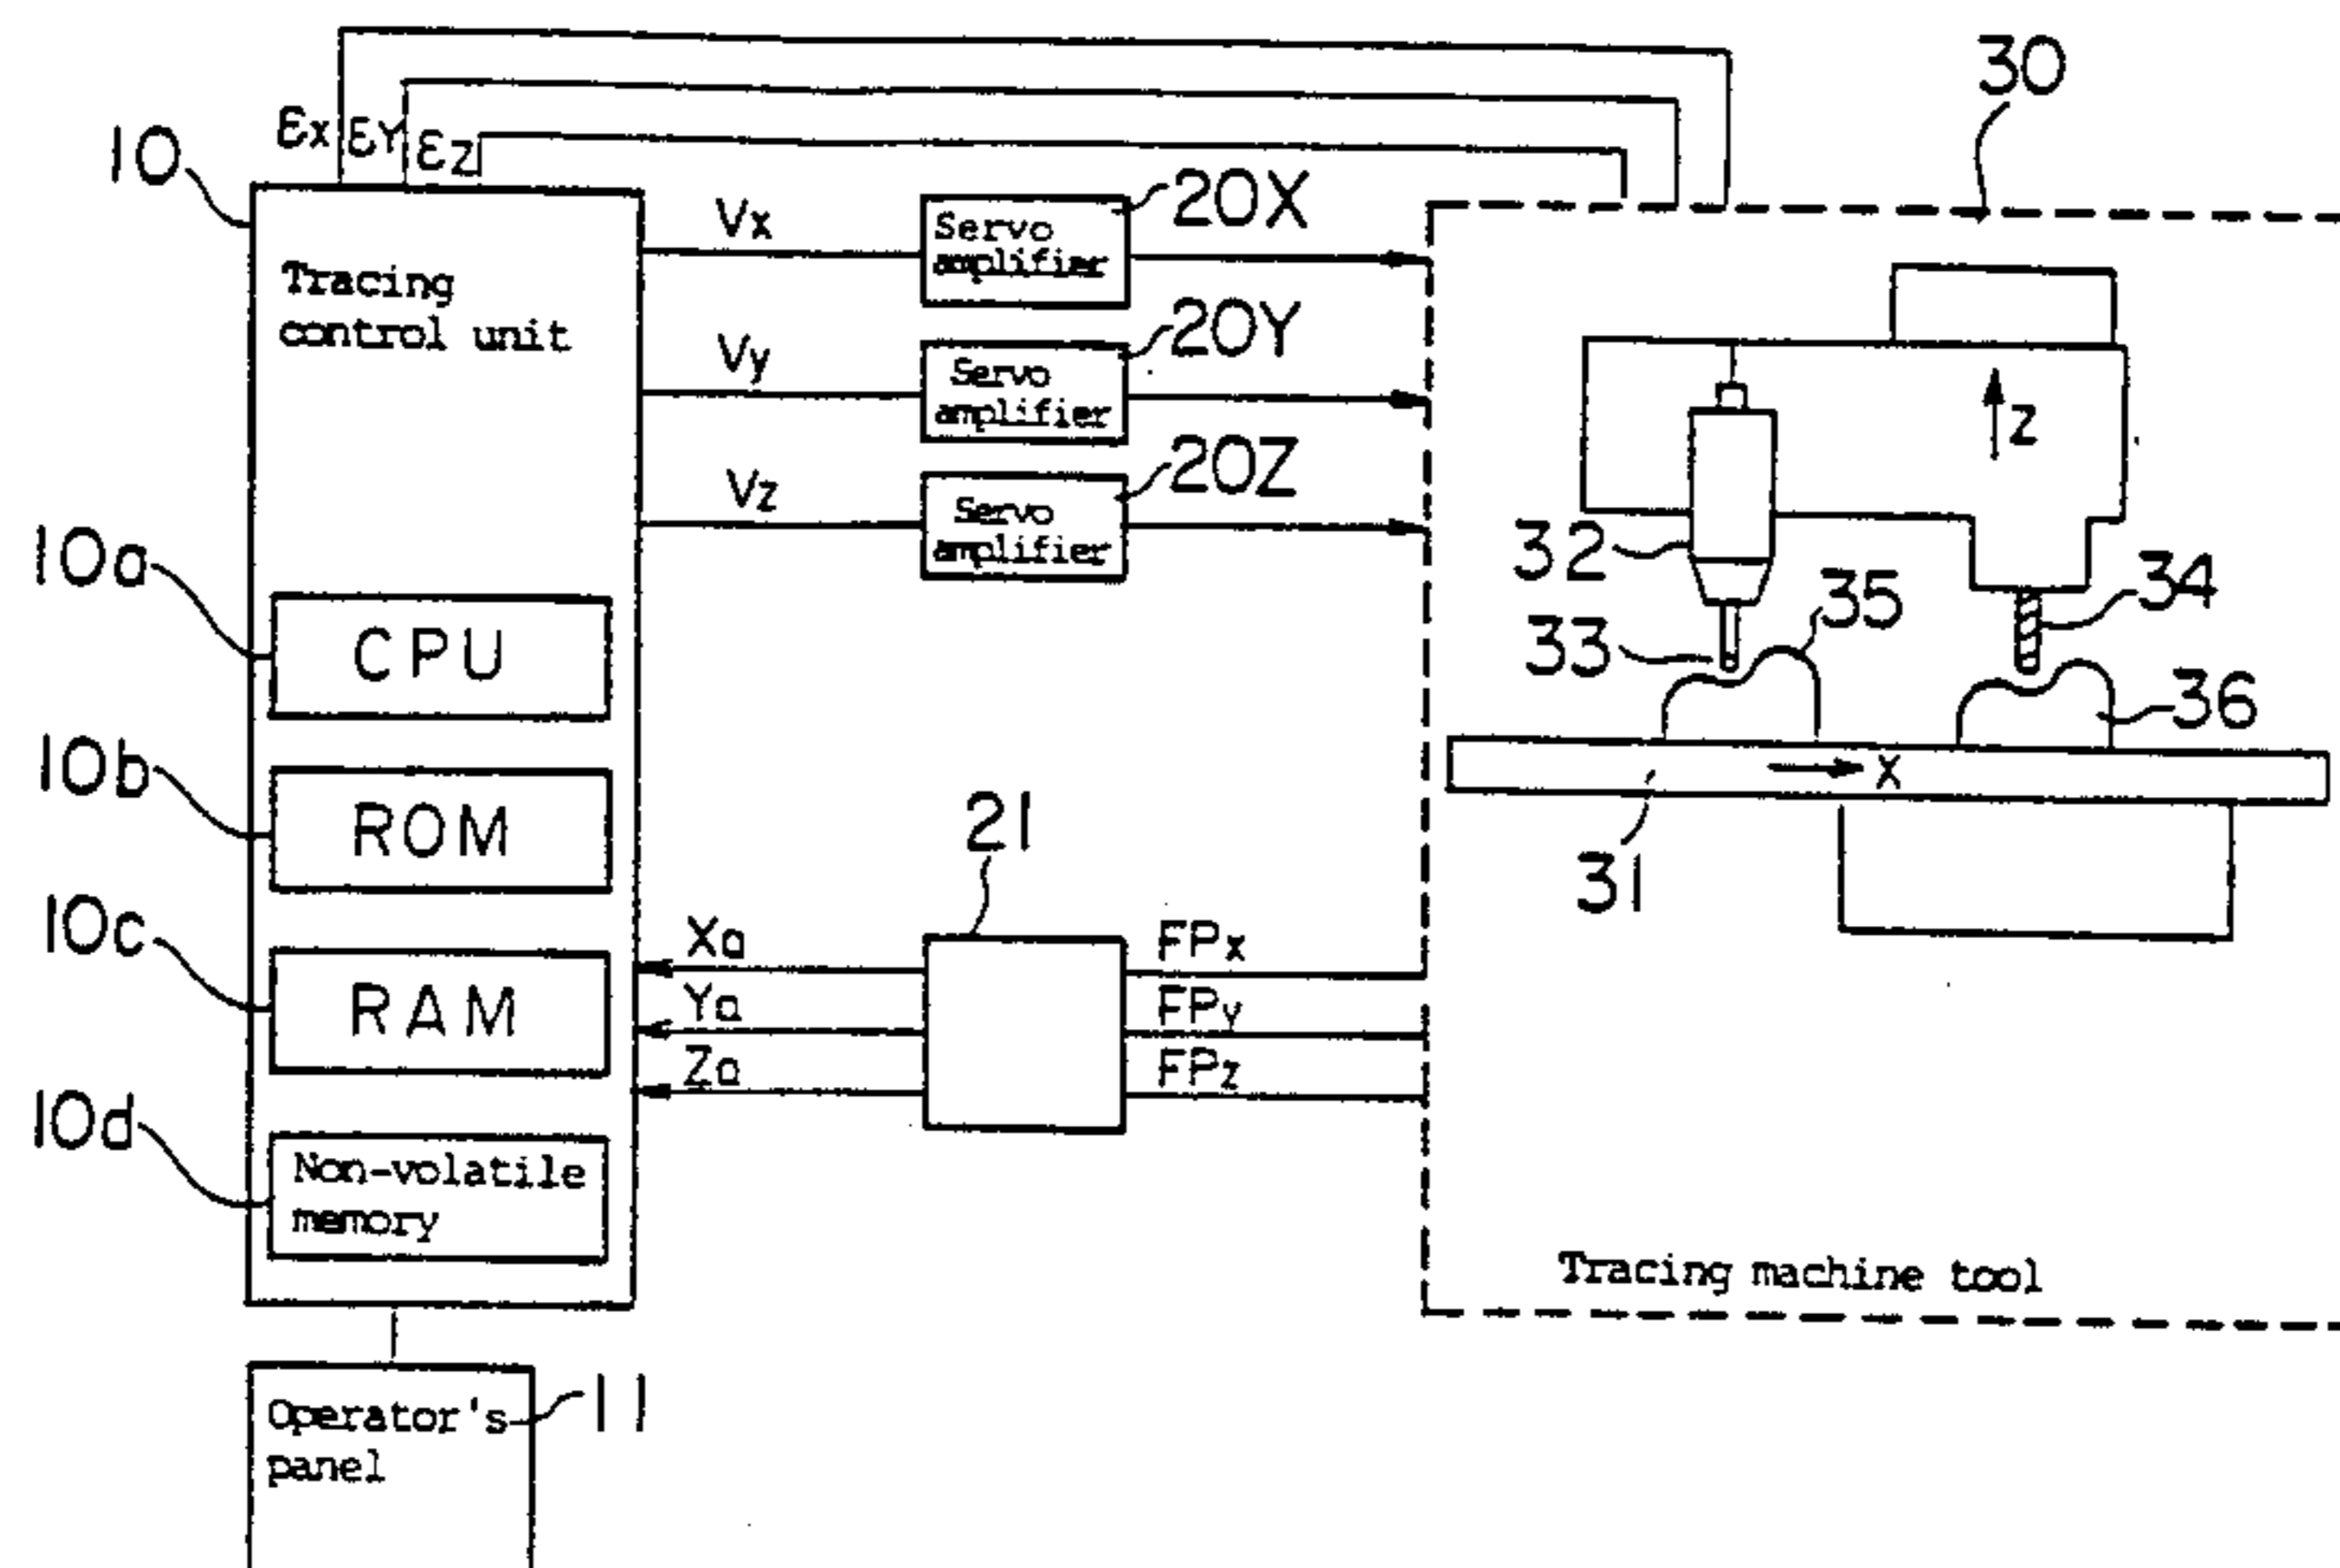 30
εx εY εz
10
Vx
Servo
amplifier
20X
Tracing
control unit
Vy
Servo
amplifier
20Y
Z
Vz
Servo
amplifier
20Z
32
10a
CPU
33
35
34
36
10b
ROM
21
X
31
10c
RAM
Xa
Ya
Za
FPx
FPy
FPz
10d
Non-volatile
memory
Tracing machine tool
Operator's
panel
11